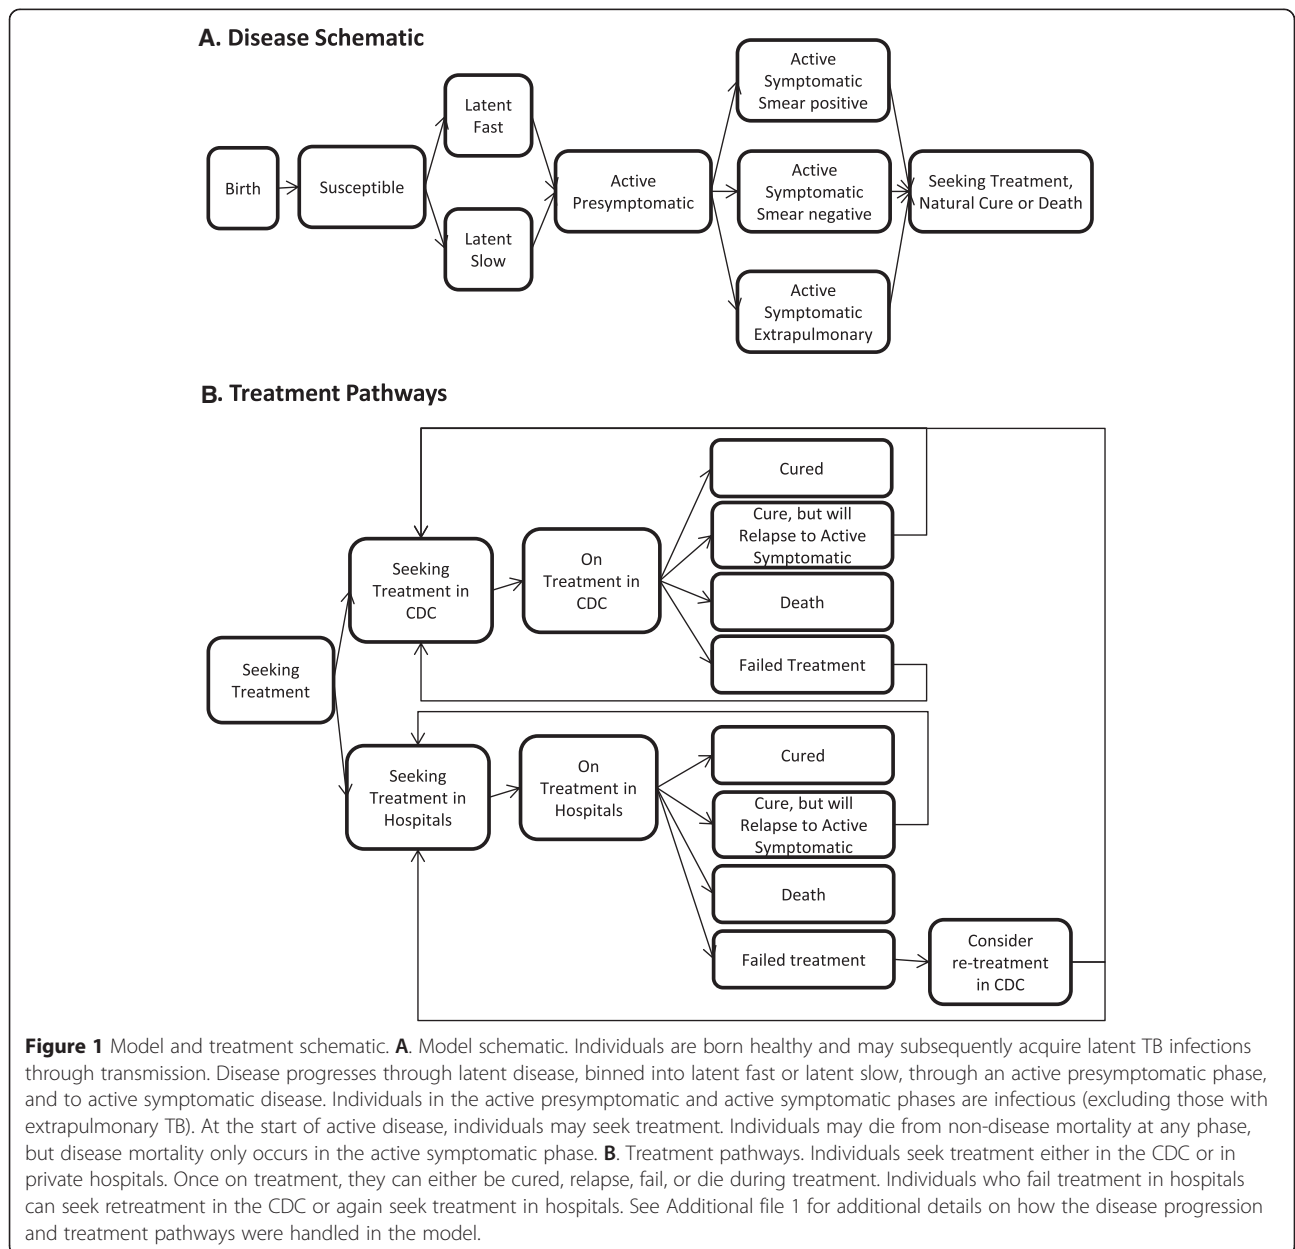 A. Disease Schematic
Birth
Susceptible
Latent
Fast
Latent
Slow
Active
Presymptomatic
Active
Symptomatic
Smear positive
Active
Symptomatic
Smear negative
Active
Symptomatic
Extrapulmonary
Seeking Treatment,
Natural Cure or Death
B. Treatment Pathways
Seeking
Treatment
Seeking
Treatment in
CDC
On
Treatment in
CDC
Cured
Cure, but will
Relapse to Active
Symptomatic
Death
Failed Treatment
Seeking
Treatment in
Hospitals
On
Treatment in
Hospitals
Cured
Cure, but will
Relapse to Active
Symptomatic
Death
Failed treatment
Consider
re-treatment
in CDC
Figure 1 Model and treatment schematic. A. Model schematic. Individuals are born healthy and may subsequently acquire latent TB infections
through transmission. Disease progresses through latent disease, binned into latent fast or latent slow, through an active presymptomatic phase,
and to active symptomatic disease. Individuals in the active presymptomatic and active symptomatic phases are infectious (excluding those with
extrapulmonary TB). At the start of active disease, individuals may seek treatment. Individuals may die from non-disease mortality at any phase,
but disease mortality only occurs in the active symptomatic phase. B. Treatment pathways. Individuals seek treatment either in the CDC or in
private hospitals. Once on treatment, they can either be cured, relapse, fail, or die during treatment. Individuals who fail treatment in hospitals
can seek retreatment in the CDC or again seek treatment in hospitals. See Additional file 1 for additional details on how the disease progression
and treatment pathways were handled in the model.